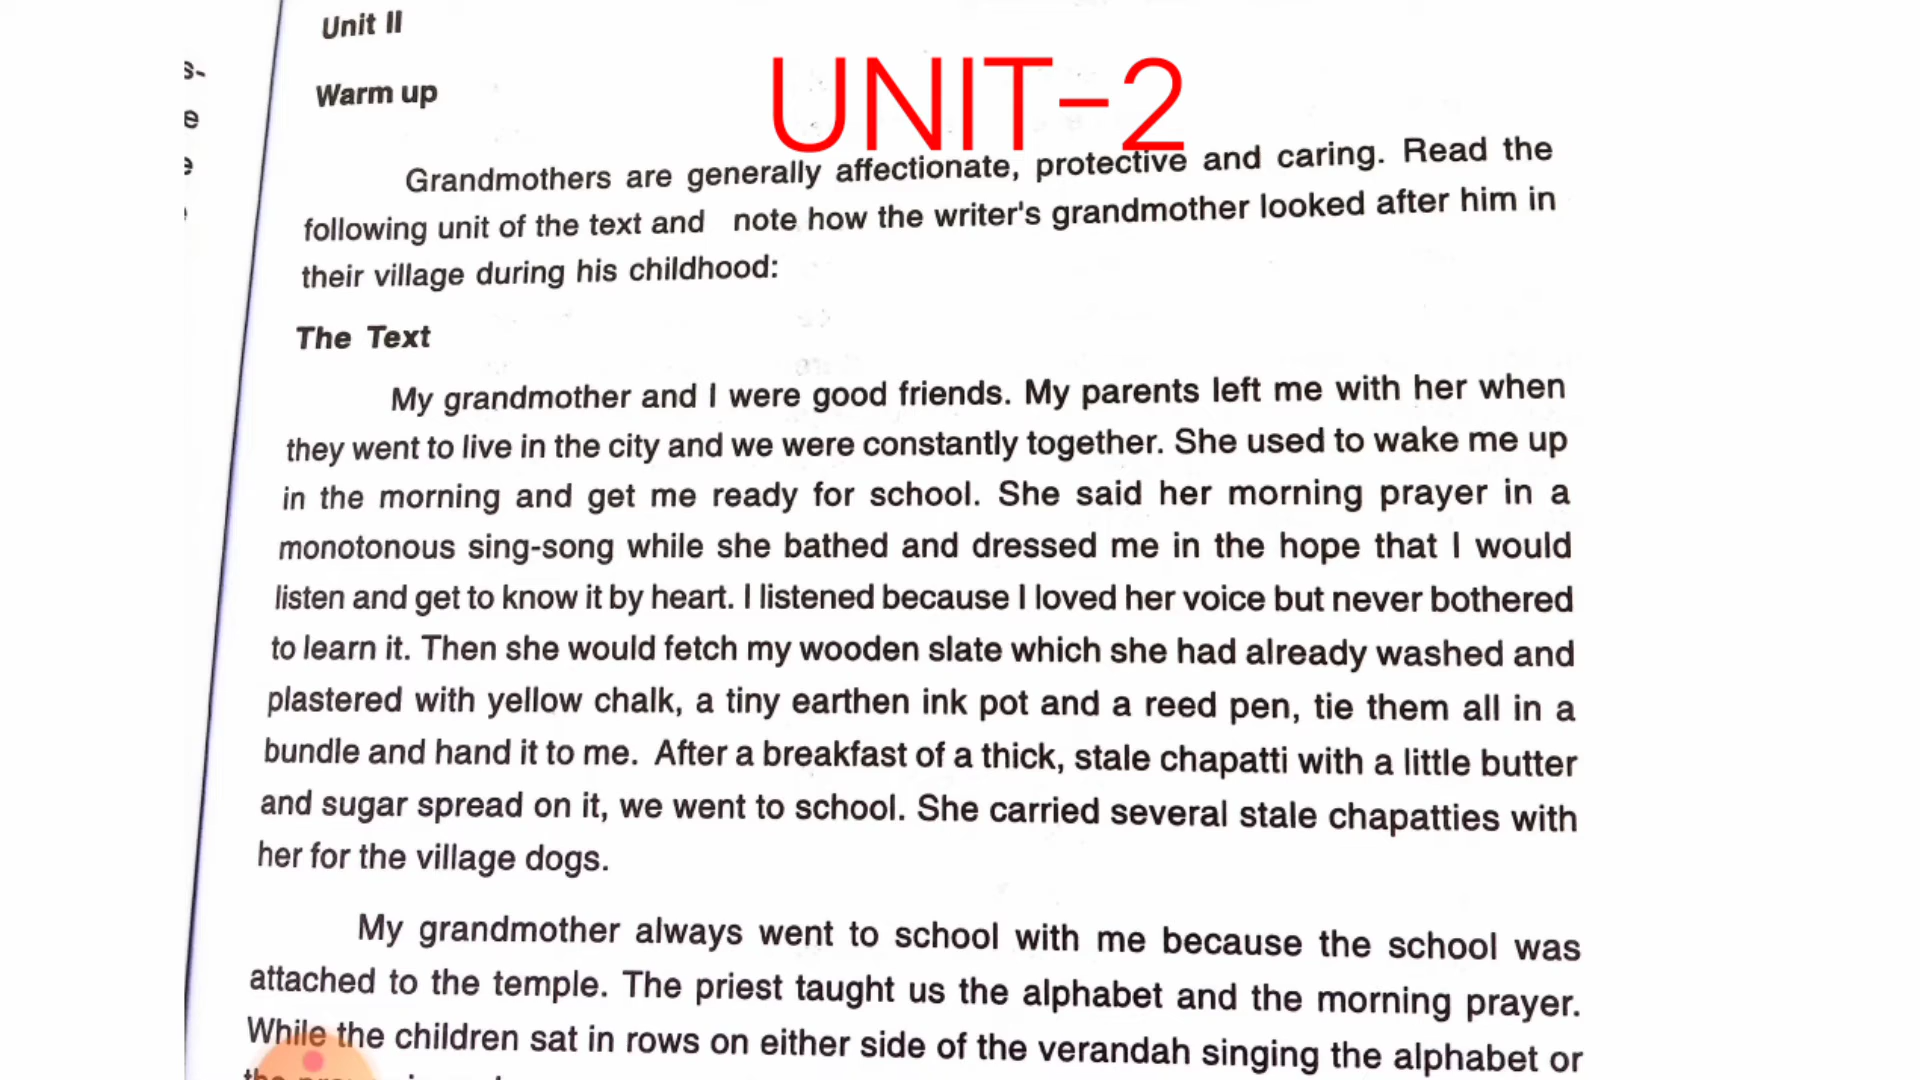 Unit II
UNIT-2
s-
Warm up
e
e
Grandmothers are generally affectionate, protective and caring. Read the
following unit of the text and note how the writer's grandmother looked after him in
their village during his childhood:
The Text
My grandmother and I were good friends. My parents left me with her when
they went to live in the city and we were constantly together. She used to wake me up
in the morning and get me ready for school. She said her morning prayer in a
monotonous sing-song while she bathed and dressed me in the hope that I would
listen and get to know it by heart. I listened because I loved her voice but never bothered
to learn it. Then she would fetch my wooden slate which she had already washed and
plastered with yellow chalk, a tiny earthen ink pot and a reed pen, tie them all in a
bundle and hand it to me. After a breakfast of a thick, stale chapatti with a little butter
and sugar spread on it, we went to school. She carried several stale chapatties with
her for the village dogs.
My grandmother always went to school with me because the school was
attached to the temple. The priest taught us the alphabet and the morning prayer.
While the children sat in rows on either side of the verandah singing the alphabet or